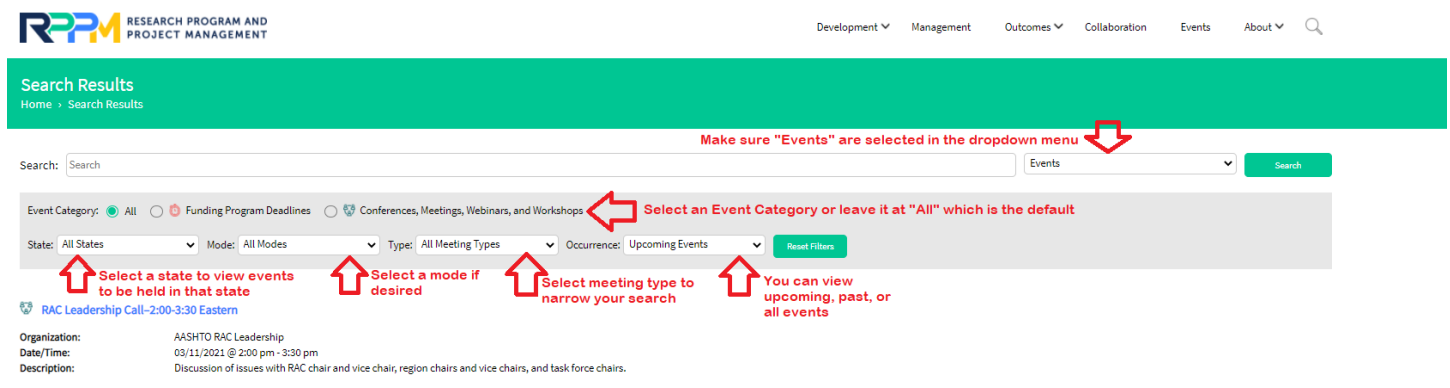 RPPM RESEARCH PROGRAM AND
PROJECT MANAGEMENT
Development Management Outcomes Collaboration Events About
Search Results
Home › Search Results
Make sure "Events" are selected in the dropdown menu
Search: Search Events Search
Event Category: All Funding Program Deadlines Conferences, Meetings, Webinars, and Workshops
Select an Event Category or leave it at "All" which is the default
State: All States Mode: All Modes Type: All Meeting Types Occurrence: Upcoming Events Reset Filters
Select a state to view events
to be held in that state
Select a mode if
desired
Select meeting type to
narrow your search
You can view
upcoming, past, or
all events
RAC Leadership Call–2:00-3:30 Eastern
Organization: AASHTO RAC Leadership
Date/Time: 03/11/2021 @ 2:00 pm - 3:30 pm
Description: Discussion of issues with RAC chair and vice chair, region chairs and vice chairs, and task force chairs.